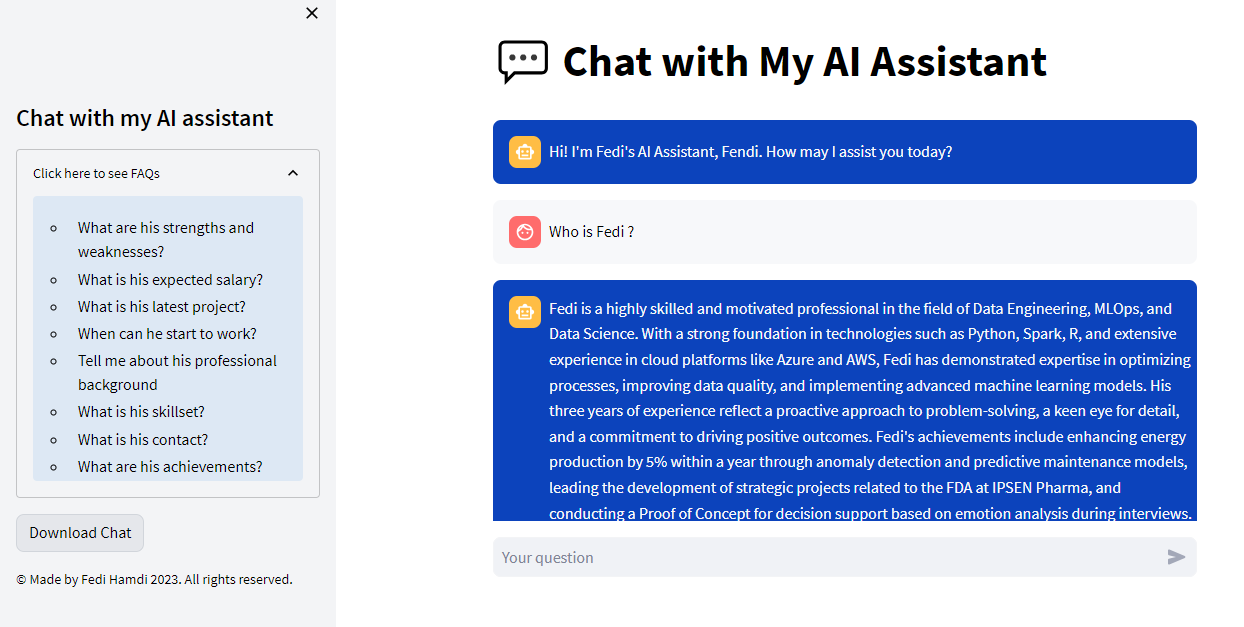 Chat with my AI assistant
Click here to see FAQs
What are his strengths and
weaknesses?
What is his expected salary?
What is his latest project?
When can he start to work?
Tell me about his professional
background
What is his skillset?
What is his contact?
What are his achievements?
Download Chat
© Made by Fedi Hamdi 2023. All rights reserved.
Chat with My AI Assistant
Hi! I'm Fedi's AI Assistant, Fendi. How may I assist you today?
Who is Fedi ?
Fedi is a highly skilled and motivated professional in the field of Data Engineering, MLOps, and
Data Science. With a strong foundation in technologies such as Python, Spark, R, and extensive
experience in cloud platforms like Azure and AWS, Fedi has demonstrated expertise in optimizing
processes, improving data quality, and implementing advanced machine learning models. His
three years of experience reflect a proactive approach to problem-solving, a keen eye for detail,
and a commitment to driving positive outcomes. Fedi's achievements include enhancing energy
production by 5% within a year through anomaly detection and predictive maintenance models,
leading the development of strategic projects related to the FDA at IPSEN Pharma, and
conducting a Proof of Concept for decision support based on emotion analysis during interviews.
Your question